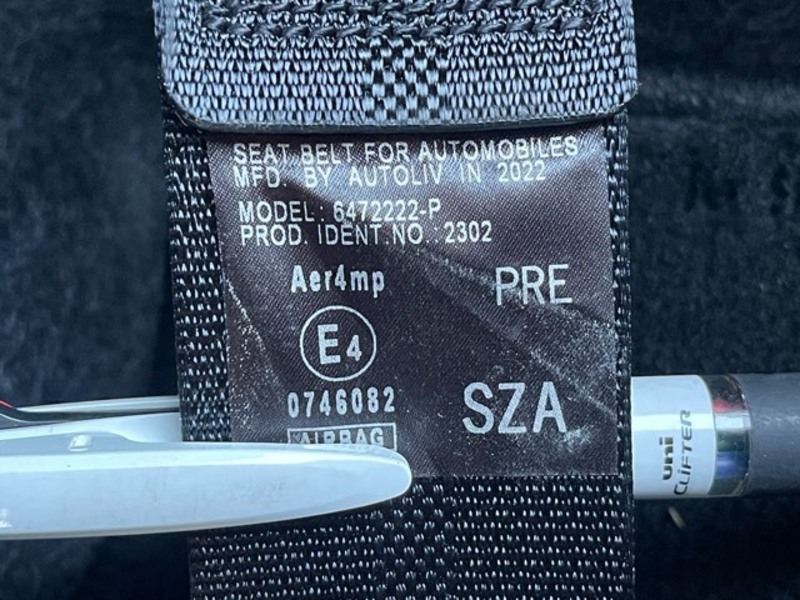 SEAT BELT FOR AUTOMOBILES
MFD. BY AUTOLIV IN 2022
MODEL: 6472222-P
PROD. IDENT.NO.:2302
Aer4mp
PRE
E4
0746082
SZA
AIRBAG
uni
CLiFTER